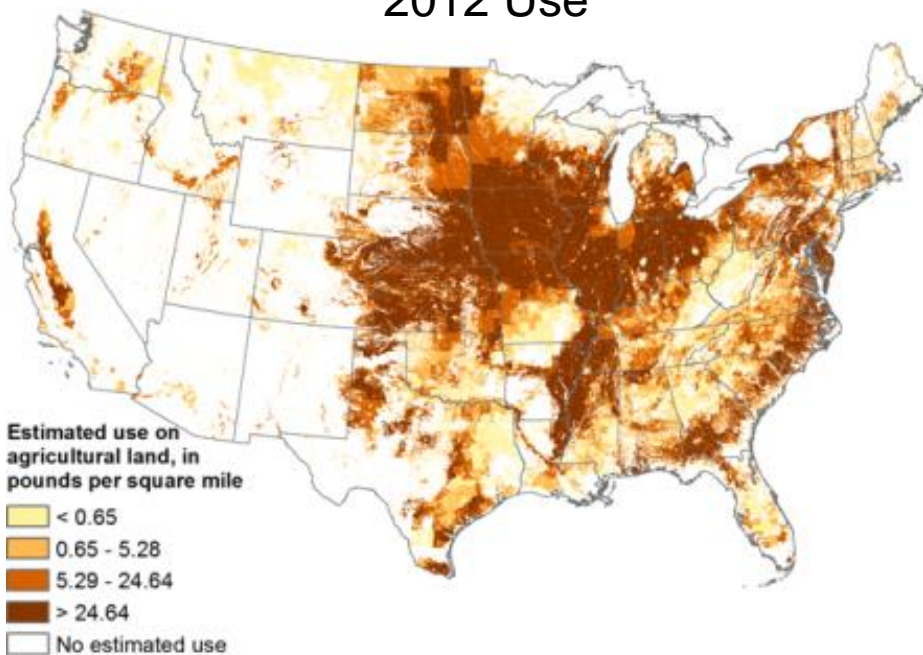 2012 Use
Estimated use on
agricultural land, in
pounds per square mile
< 0.65
0.65 - 5.28
5.29 - 24.64
> 24.64
No estimated use